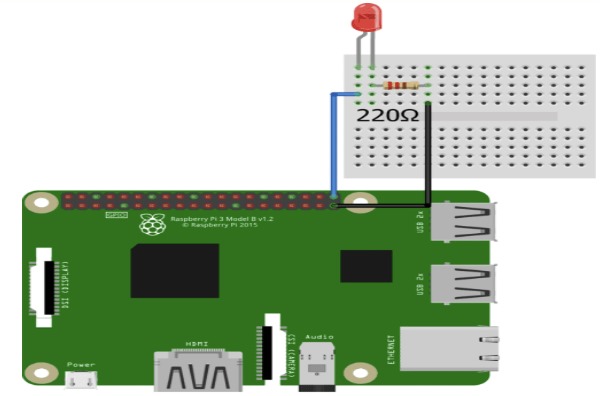 220Ω
GPIO
Raspberry Pi 3 Model B v1.2
© Raspberry Pi 2015
USB 2x
DSI (DISPLAY)
USB 2x
HDMI
CSI (CAMERA)
Audio
ETHERNET
Power